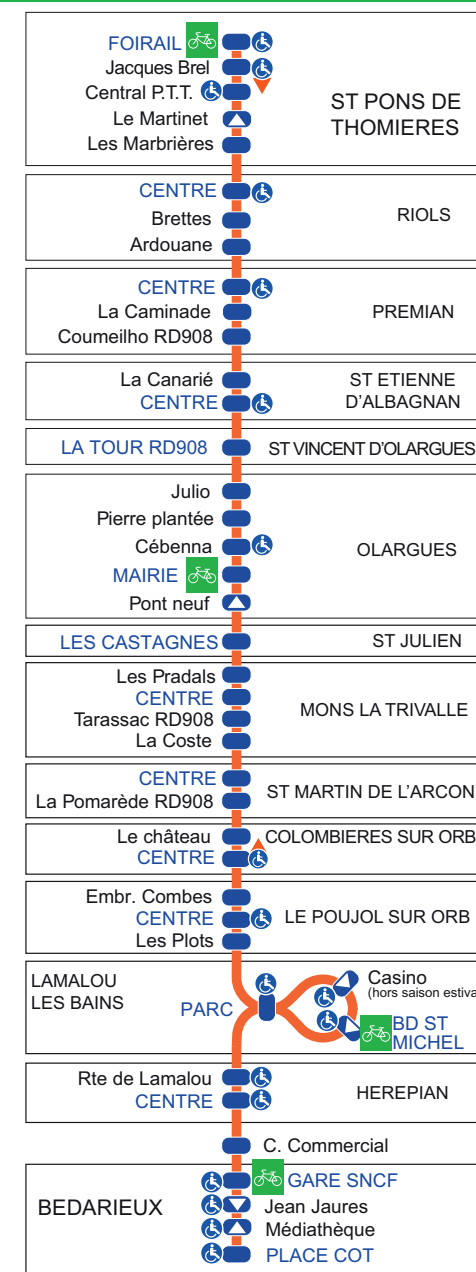 FOIRAIL
Jacques Brel
Central P.T.T.
Le Martinet
Les Marbrières
ST PONS DE
THOMIERES
CENTRE
Brettes
Ardouane
RIOLS
CENTRE
La Caminade
Coumeilho RD908
PREMIAN
La Canarié
CENTRE
ST ETIENNE
D'ALBAGNAN
LA TOUR RD908
ST VINCENT D'OLARGUES
Julio
Pierre plantée
Cébenna
MAIRIE
Pont neuf
OLARGUES
LES CASTAGNES
ST JULIEN
Les Pradals
CENTRE
Tarassac RD908
La Coste
MONS LA TRIVALLE
CENTRE
La Pomarède RD908
ST MARTIN DE L'ARCON
Le château
CENTRE
COLOMBIERES SUR ORB
Embr. Combes
CENTRE
Les Plots
LE POUJOL SUR ORB
LAMALOU
LES BAINS
PARC
Casino
(hors saison estiva
BD ST
MICHEL
Rte de Lamalou
CENTRE
HEREPIAN
C. Commercial
BEDARIEUX
GARE SNCF
Jean Jaures
Médiathèque
PLACE COT